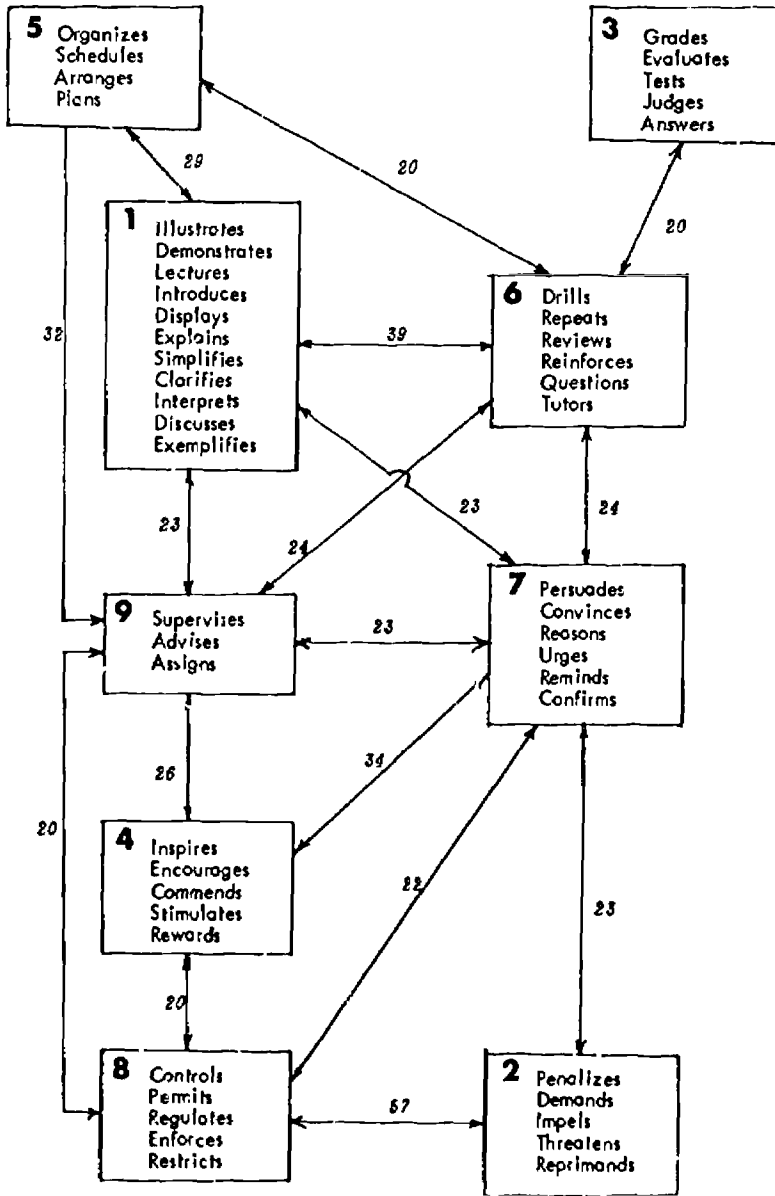 5 Organizes
Schedules
Arranges
Plans
3 Grades
Evaluates
Tests
Judges
Answers
29
20
20
1 Illustrates
Demonstrates
Lectures
Introduces
Displays
Explains
Simplifies
Clarifies
Interprets
Discusses
Exemplifies
6 Drills
Repeats
Reviews
Reinforces
Questions
Tutors
32
39
23
24
23
24
9 Supervises
Advises
Assigns
23
7 Persuades
Convinces
Reasons
Urges
Reminds
Confirms
26
34
20
4 Inspires
Encourages
Commends
Stimulates
Rewards
22
23
20
8 Controls
Permits
Regulates
Enforces
Restricts
57
2 Penalizes
Demands
Impels
Threatens
Reprimands